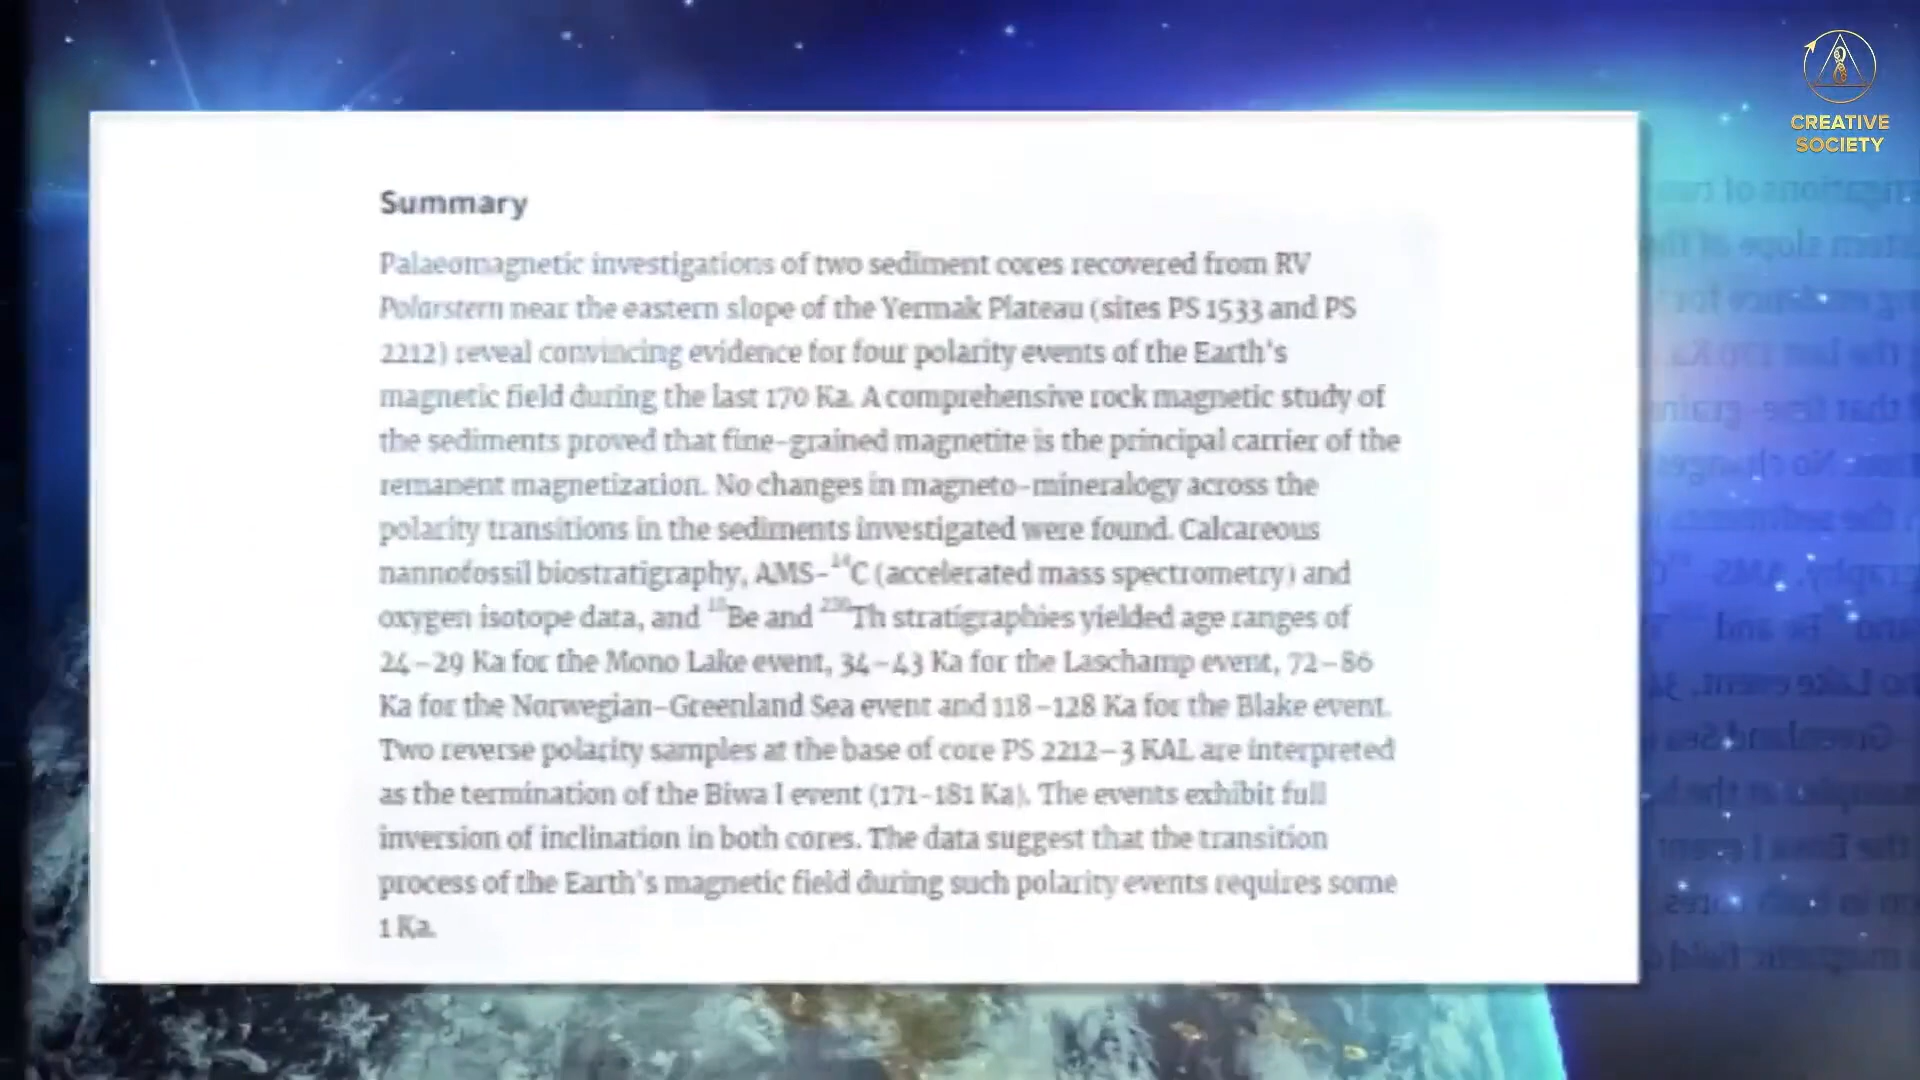 CREATIVE
SOCIETY
Summary
Palaeomagnetic investigations of two sediment cores recovered from RV
Polarstern near the eastern slope of the Yermak Plateau (sites PS 1533 and PS
2212) reveal convincing evidence for four polarity events of the Earth's
magnetic field during the last 170 Ka. A comprehensive rock magnetic study of
the sediments proved that fine-grained magnetite is the principal carrier of the
remanent magnetization. No changes in magneto-mineralogy across the
polarity transitions in the sediments investigated were found. Calcareous
nannofossil biostratigraphy, AMS-¹⁴C (accelerated mass spectrometry) and
oxygen isotope data, and ¹⁰Be and ²³⁰Th stratigraphies yielded age ranges of
24–29 Ka for the Mono Lake event, 34–43 Ka for the Laschamp event, 72–86
Ka for the Norwegian–Greenland Sea event and 118–128 Ka for the Blake event.
Two reverse polarity samples at the base of core PS 2212–3 KAL are interpreted
as the termination of the Biwa I event (171–181 Ka). The events exhibit full
inversion of inclination in both cores. The data suggest that the transition
process of the Earth's magnetic field during such polarity events requires some
1 Ka.